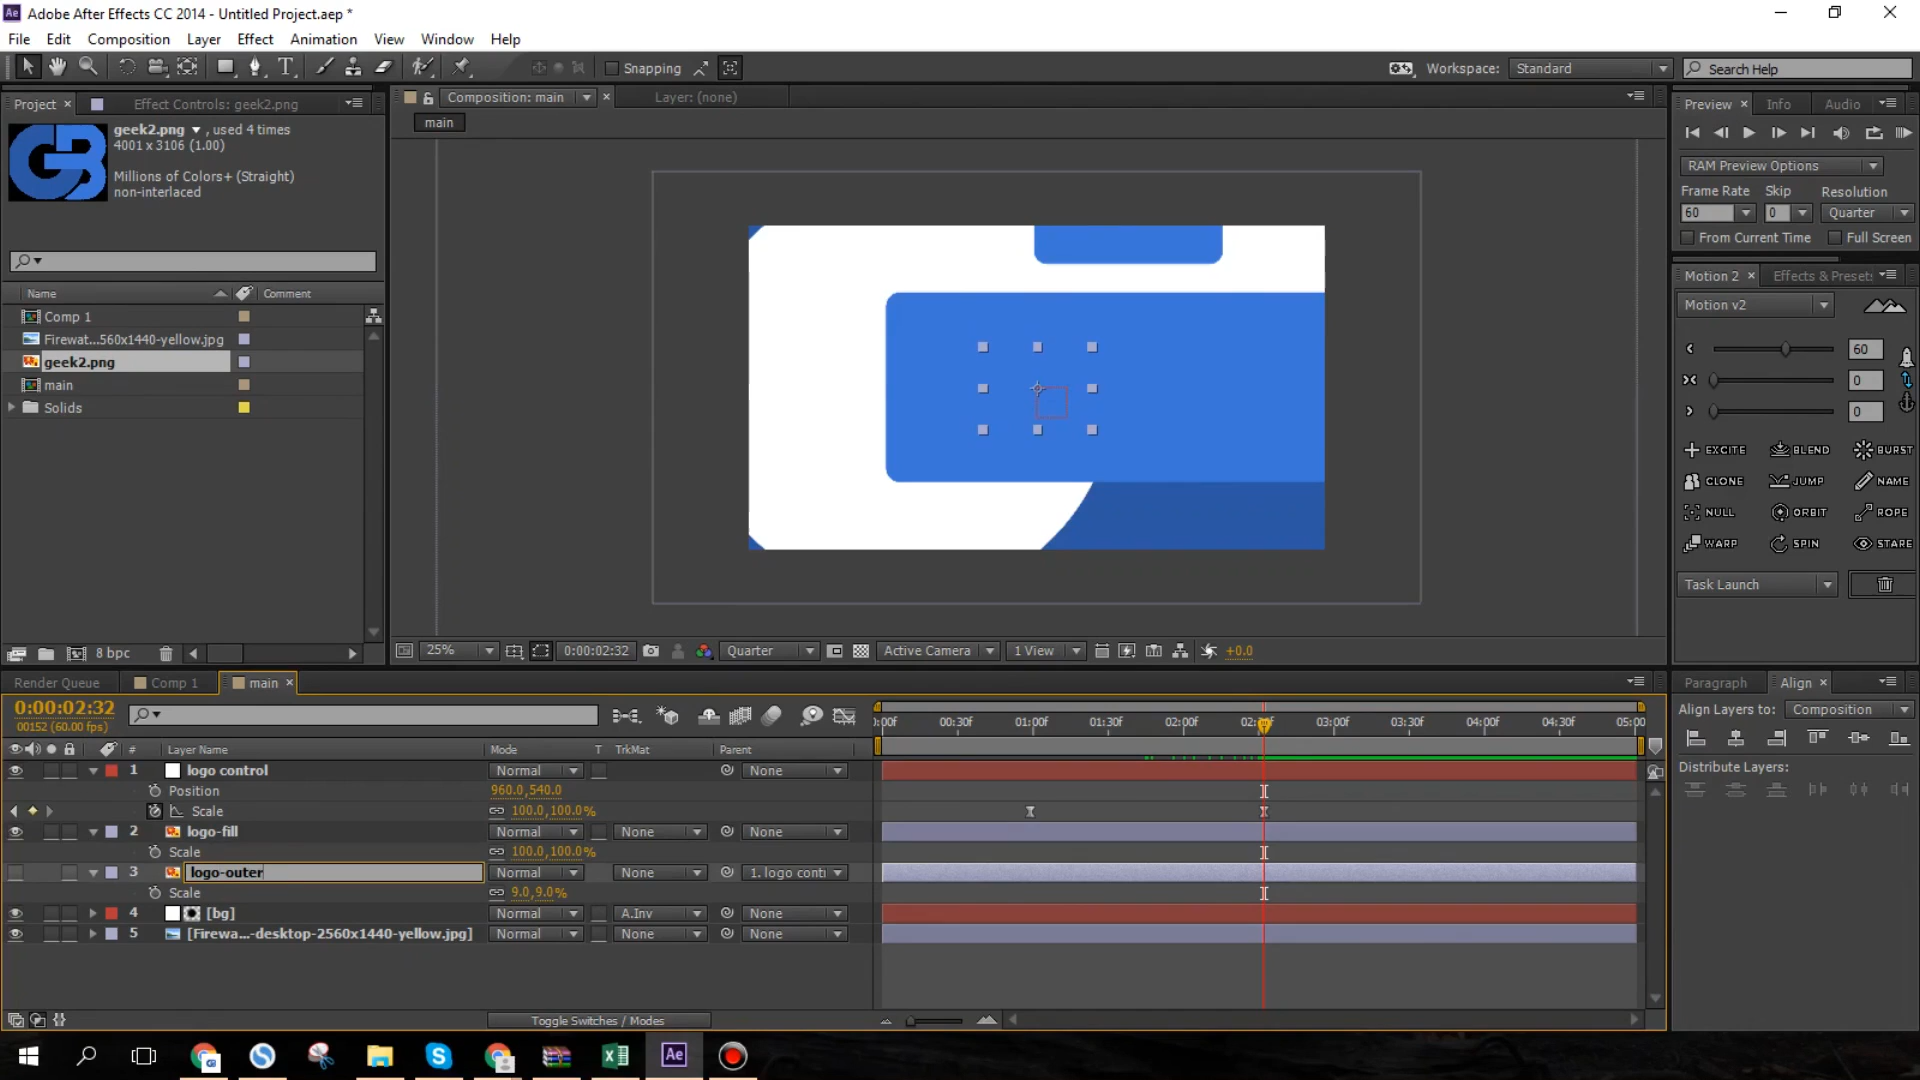 Adobe After Effects CC 2014 - Untitled Project.aep *
File Edit Composition Layer Effect Animation View Window Help
Snapping
Workspace: Standard
Search Help
Project × Effect Controls: geek2.png
Composition: main × Layer: (none)
main
geek2.png , used 4 times
4001 x 3106 (1.00)
Millions of Colors+ (Straight)
non-interlaced
Name Comment
Comp 1
Firewat...560x1440-yellow.jpg
geek2.png
main
Solids
8 bpc
25% 0:00:02:32 Quarter Active Camera 1 View +0.0
Preview × Info Audio
RAM Preview Options
Frame Rate Skip Resolution
60 0 Quarter
From Current Time Full Screen
Motion 2 × Effects & Presets
Motion v2
60
0
0
EXCITE BLEND BURST
CLONE JUMP NAME
NULL ORBIT ROPE
WARP SPIN STARE
Task Launch
Render Queue Comp 1 main ×
0:00:02:32
00152 (60.00 fps)
# Layer Name Mode T TrkMat Parent
):00f 00:30f 01:00f 01:30f 02:00f 03:00f 03:30f 04:00f 04:30f 05:00
1 logo control Normal None
Position 960.0,540.0
Scale 100.0,100.0%
2 logo-fill Normal None None
Scale 100.0,100.0%
3 logo-outer Normal None 1. logo conti
Scale 9.0,9.0%
4 [bg] Normal A.Inv None
5 [Firewa...-desktop-2560x1440-yellow.jpg] Normal None None
Toggle Switches / Modes
Paragraph Align ×
Align Layers to: Composition
Distribute Layers:
Ae